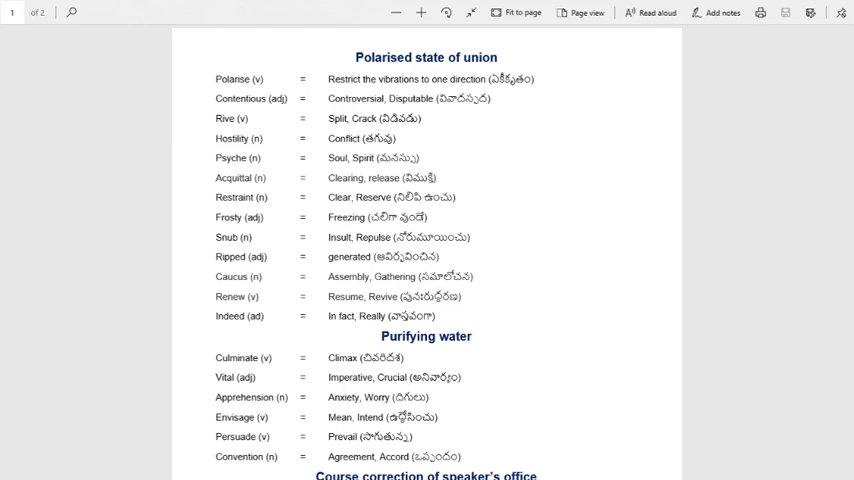 1 of 2 Fit to page Page view Read aloud Add notes
Polarised state of union
Polarise (v) = Restrict the vibrations to one direction (ఏకీకృతం)
Contentious (adj) = Controversial, Disputable (వివాదస్పద)
Rive (v) = Split, Crack (విడివడు)
Hostility (n) = Conflict (తగువు)
Psyche (n) = Soul, Spirit (మనస్సు)
Acquittal (n) = Clearing, release (విముక్తి)
Restraint (n) = Clear, Reserve (నిలిపి ఉంచు)
Frosty (adj) = Freezing (చలిగా వుండే)
Snub (n) = Insult, Repulse (నోరుమూయించు)
Ripped (adj) = generated (ఆవిర్భవించిన)
Caucus (n) = Assembly, Gathering (సమాలోచన)
Renew (v) = Resume, Revive (పునఃరుద్ధరణ)
Indeed (ad) = In fact, Really (వాస్తవంగా)
Purifying water
Culminate (v) = Climax (చివరిదశ)
Vital (adj) = Imperative, Crucial (అనివార్యం)
Apprehension (n) = Anxiety, Worry (దిగులు)
Envisage (v) = Mean, Intend (ఉద్దేసించు)
Persuade (v) = Prevail (సాగుతున్న)
Convention (n) = Agreement, Accord (ఒప్పందం)
Course correction of speaker's office